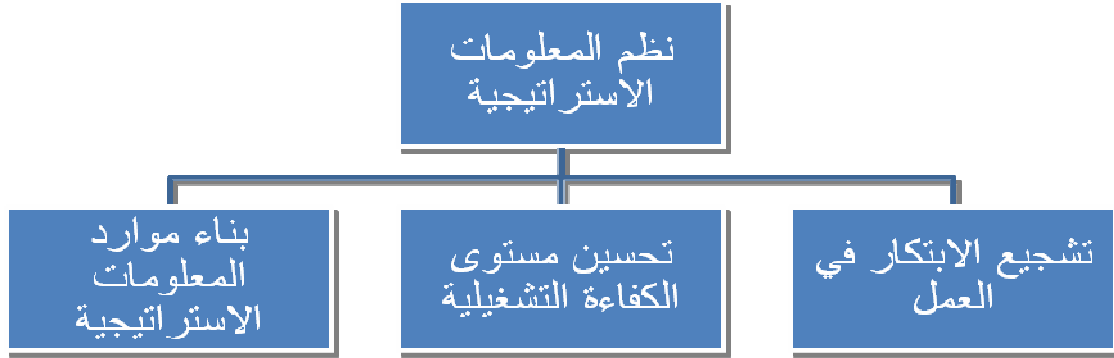 نظم المعلومات
الاستراتيجية
تشجيع الابتكار في
العمل
تحسين مستوى
الكفاءة التشغيلية
بناء موارد
المعلومات
الاستراتيجية